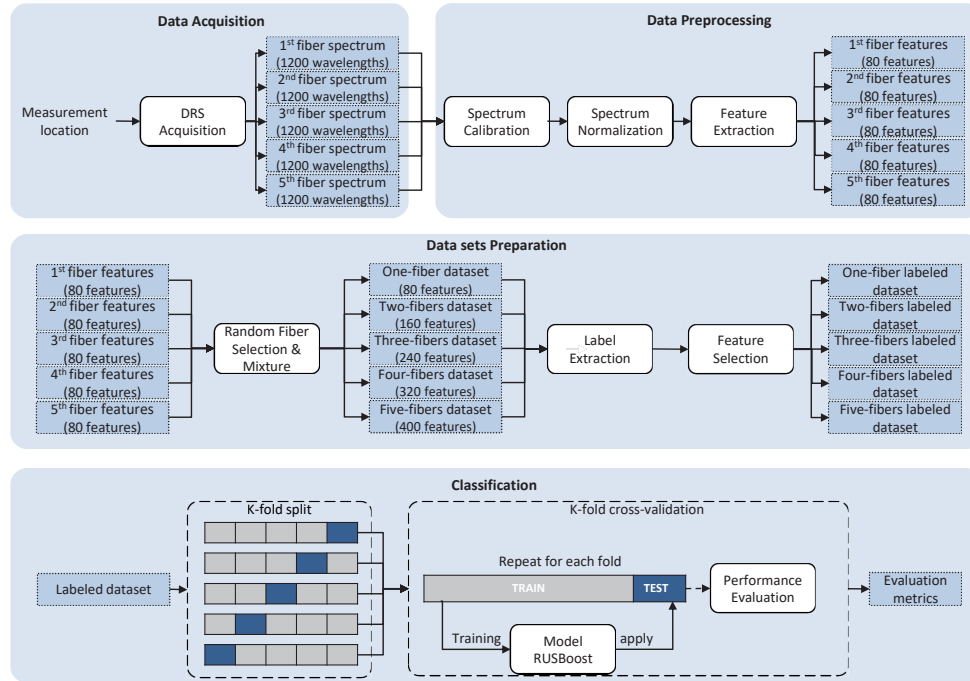 Data Acquisition
Measurement
location
DRS
Acquisition
1st fiber spectrum
(1200 wavelengths)
2nd fiber spectrum
(1200 wavelengths)
3rd fiber spectrum
(1200 wavelengths)
4th fiber spectrum
(1200 wavelengths)
5th fiber spectrum
(1200 wavelengths)
Data Preprocessing
Spectrum
Calibration
Spectrum
Normalization
Feature
Extraction
1st fiber features
(80 features)
2nd fiber features
(80 features)
3rd fiber features
(80 features)
4th fiber features
(80 features)
5th fiber features
(80 features)
Data sets Preparation
1st fiber features
(80 features)
2nd fiber features
(80 features)
3rd fiber features
(80 features)
4th fiber features
(80 features)
5th fiber features
(80 features)
Random Fiber
Selection &
Mixture
One-fiber dataset
(80 features)
Two-fibers dataset
(160 features)
Three-fibers dataset
(240 features)
Four-fibers dataset
(320 features)
Five-fibers dataset
(400 features)
Label
Extraction
Feature
Selection
One-fiber labeled
dataset
Two-fibers labeled
dataset
Three-fibers labeled
dataset
Four-fibers labeled
dataset
Five-fibers labeled
dataset
Classification
Labeled dataset
K-fold split
K-fold cross-validation
Repeat for each fold
TRAIN
TEST
Training
Model
RUSBoost
apply
Performance
Evaluation
Evaluation
metrics